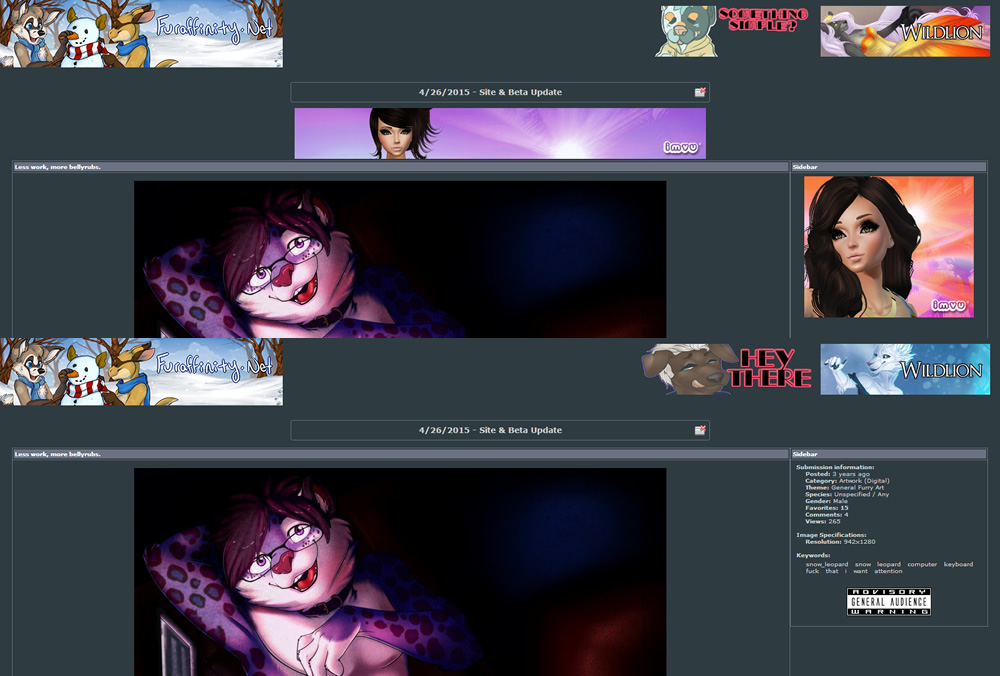 Furaffinity.Net
SOMETHING
SIMPLE?
WILDLION
4/26/2015 - Site & Beta Update
imvu
Less work, more bellyrubs.
Sidebar
imvu
Furaffinity.Net
HEY
THERE
WILDLION
4/26/2015 - Site & Beta Update
Less work, more bellyrubs.
Sidebar
Submission information:
Posted: 3 years ago
Category: Artwork (Digital)
Theme: General Furry Art
Species: Unspecified / Any
Gender: Male
Favorites: 15
Comments: 4
Views: 265
Image Specifications:
Resolution: 942x1280
Keywords:
snow_leopard snow leopard computer keyboard
fuck that i want attention
ADVISORY
GENERAL AUDIENCE
WARNING